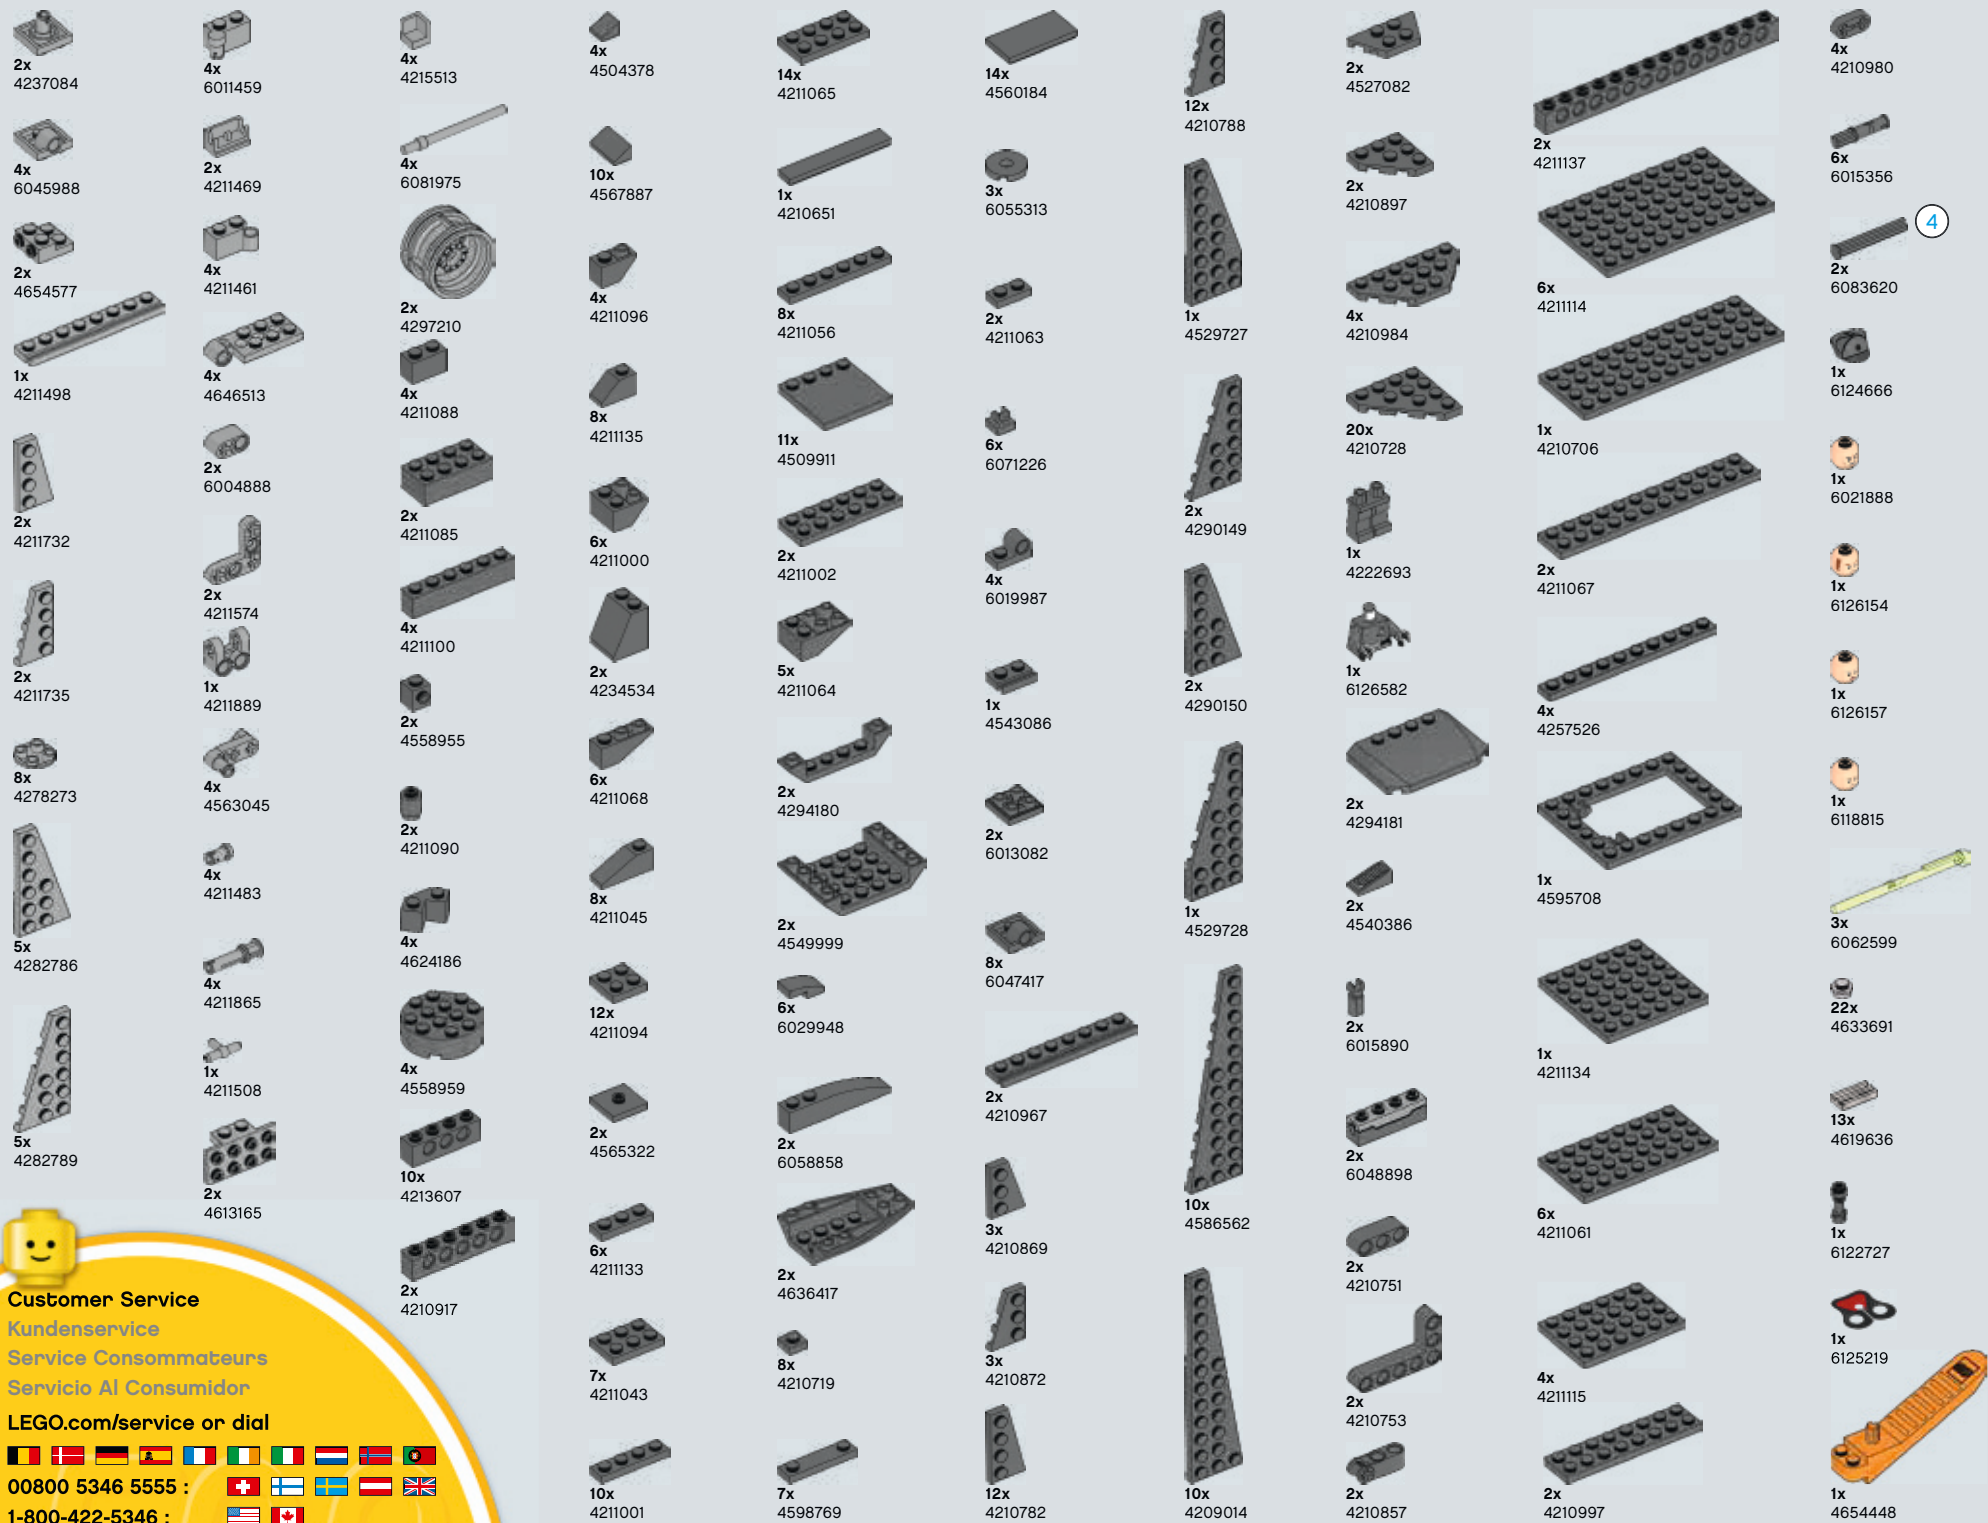 2x
4237084
4x
6045988
2x
4654577
1x
4211498
2x
4211732
2x
4211735
8x
4278273
5x
4282786
5x
4282789
4x
6011459
2x
4211469
4x
4211461
4x
4646513
2x
6004888
2x
4211574
1x
4211889
4x
4563045
4x
4211483
4x
4211865
1x
4211508
2x
4613165
4x
4215513
4x
6081975
2x
4297210
4x
4211088
2x
4211085
4x
4211100
2x
4558955
2x
4211090
4x
4624186
4x
4558959
10x
4213607
2x
4210917
4x
4504378
10x
4567887
4x
4211096
8x
4211135
6x
4211000
2x
4234534
6x
4211068
8x
4211045
12x
4211094
2x
4565322
6x
4211133
7x
4211043
10x
4211001
14x
4211065
1x
4210651
8x
4211056
11x
4509911
2x
4211002
5x
4211064
2x
4294180
2x
4549999
6x
6029948
2x
6058858
2x
4636417
8x
4210719
7x
4598769
14x
4560184
3x
6055313
2x
4211063
6x
6071226
4x
6019987
1x
4543086
2x
6013082
8x
6047417
2x
4210967
3x
4210869
3x
4210872
12x
4210782
12x
4210788
1x
4529727
2x
4290149
2x
4290150
1x
4529728
10x
4586562
10x
4209014
2x
4527082
2x
4210897
4x
4210984
20x
4210728
1x
4222693
1x
6126582
2x
4294181
2x
4540386
2x
6015890
2x
6048898
2x
4210751
2x
4210753
2x
4210857
2x
4211137
6x
4211114
1x
4210706
2x
4211067
4x
4257526
1x
4595708
1x
4211134
6x
4211061
4x
4211115
2x
4210997
4x
4210980
6x
6015356
4
2x
6083620
1x
6124666
1x
6021888
1x
6126154
1x
6126157
1x
6118815
3x
6062599
22x
4633691
13x
4619636
1x
6122727
1x
6125219
1x
4654448
Customer Service
Kundenservice
Service Consommateurs
Servicio Al Consumidor
LEGO.com/service or dial
00800 5346 5555 :
1-800-422-5346 :